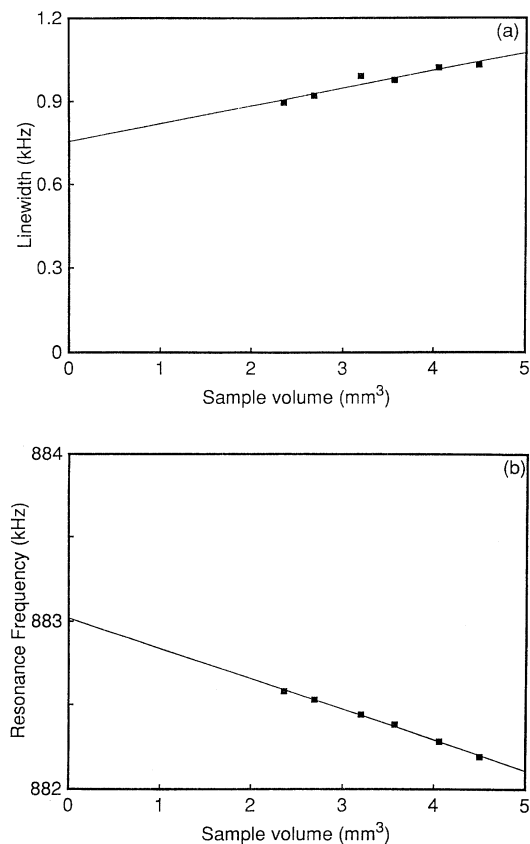 (a)
1.2
0.9
0.6
0.3
0
Linewidth (kHz)
0 1 2 3 4 5
Sample volume (mm³)
(b)
884
883
882
Resonance Frequency (kHz)
0 1 2 3 4 5
Sample volume (mm³)